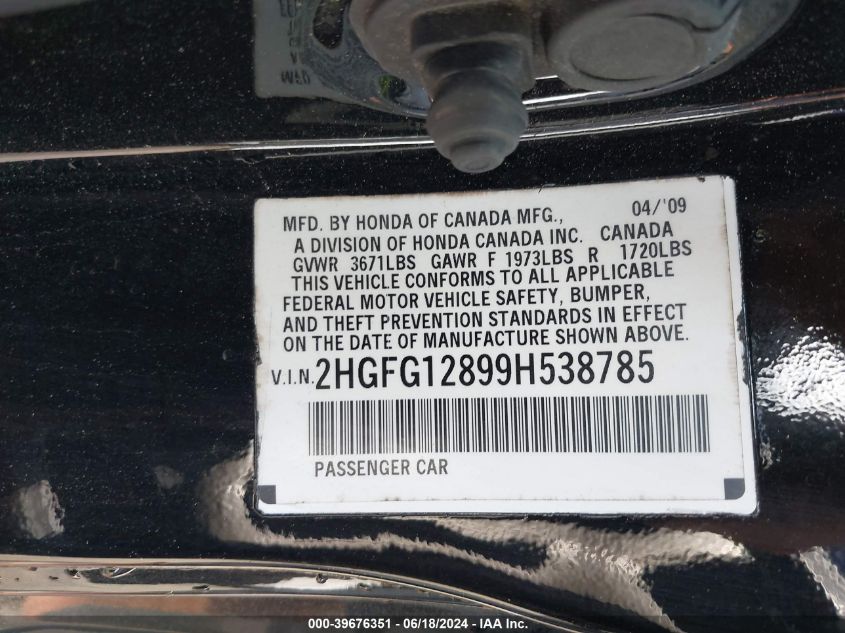 MFD. BY HONDA OF CANADA MFG., 04/'09
A DIVISION OF HONDA CANADA INC. CANADA
GVWR 3671LBS GAWR F 1973LBS R 1720LBS
THIS VEHICLE CONFORMS TO ALL APPLICABLE
FEDERAL MOTOR VEHICLE SAFETY, BUMPER,
AND THEFT PREVENTION STANDARDS IN EFFECT
ON THE DATE OF MANUFACTURE SHOWN ABOVE.
V.I.N. 2HGFG12899H538785
PASSENGER CAR
000-39676351 - 06/18/2024 - IAA Inc.